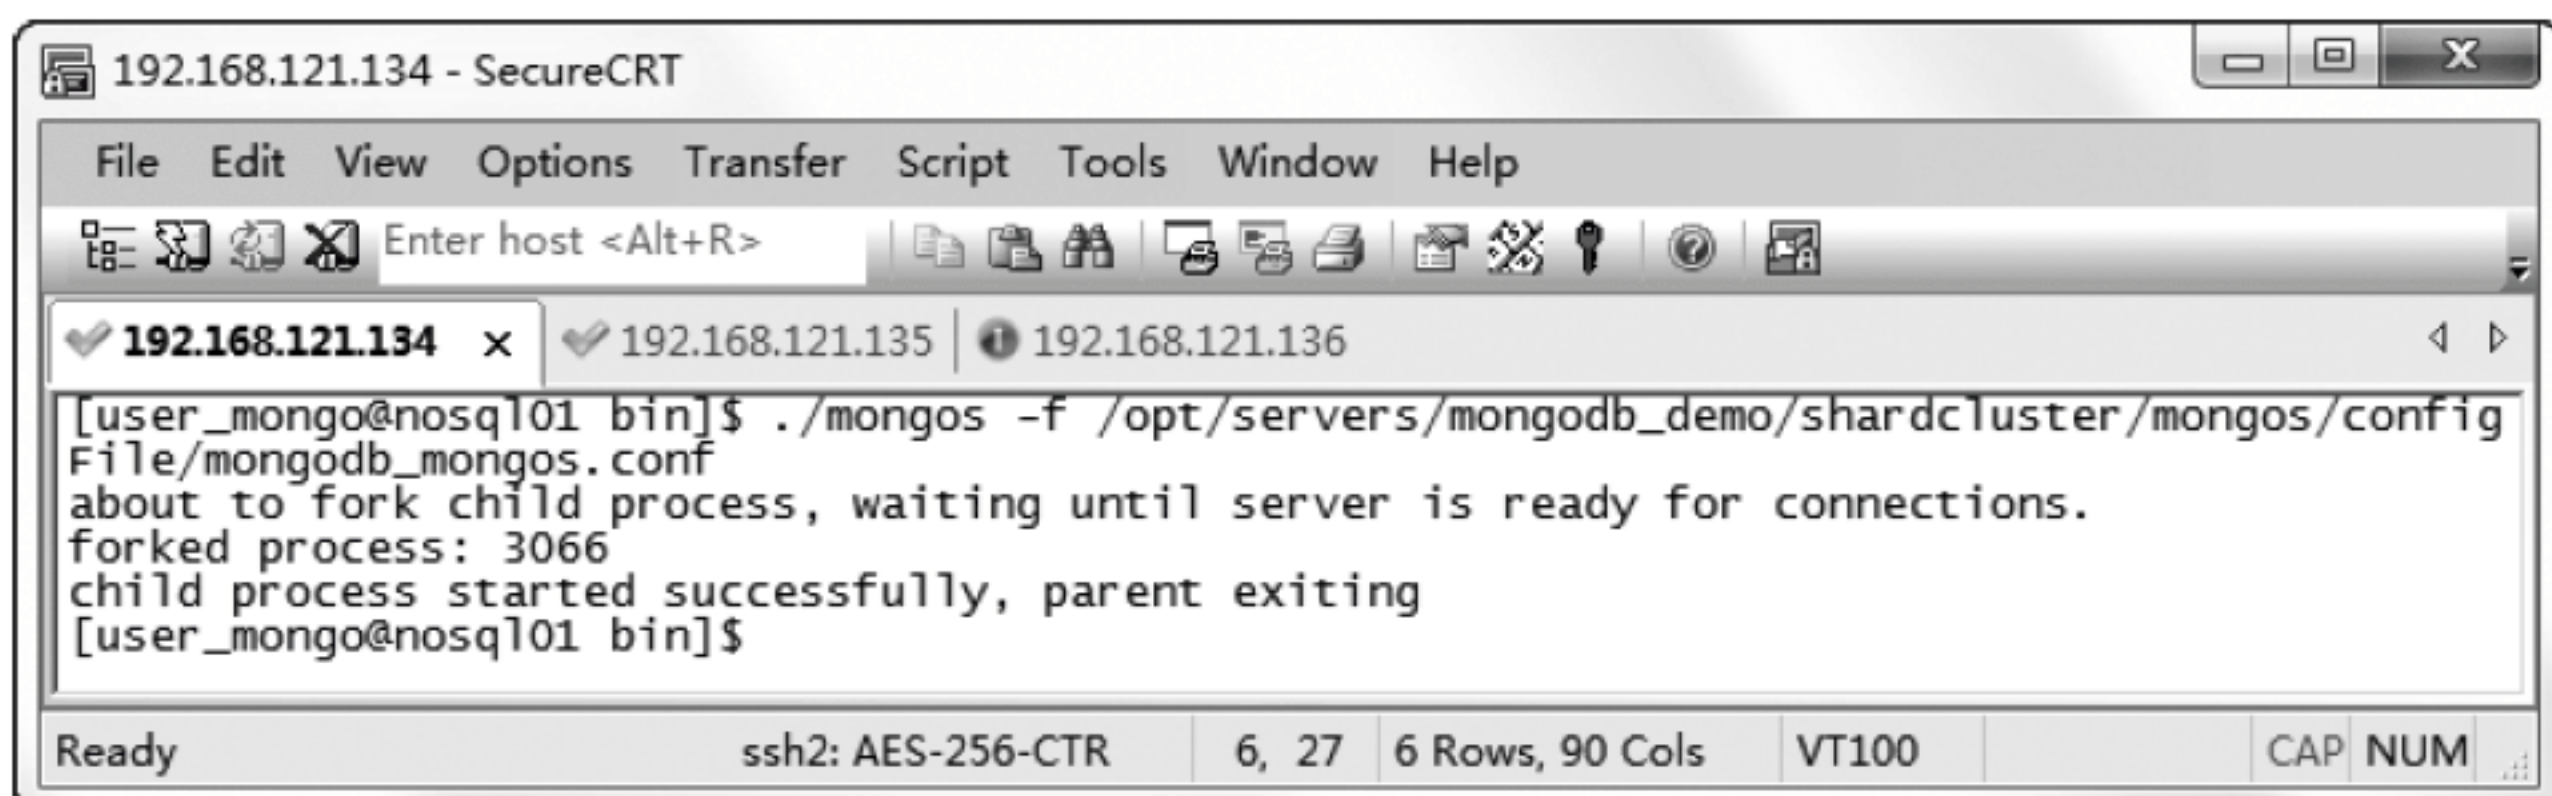 192.168.121.134 - SecureCRT
File Edit View Options Transfer Script Tools Window Help
Enter host <Alt+R>
192.168.121.134 x 192.168.121.135 192.168.121.136
[user_mongo@nosql01 bin]$ ./mongos -f /opt/servers/mongodb_demo/shardcluster/mongos/config
File/mongodb_mongos.conf
about to fork child process, waiting until server is ready for connections.
forked process: 3066
child process started successfully, parent exiting
[user_mongo@nosql01 bin]$
Ready ssh2: AES-256-CTR 6, 27 6 Rows, 90 Cols VT100 CAP NUM